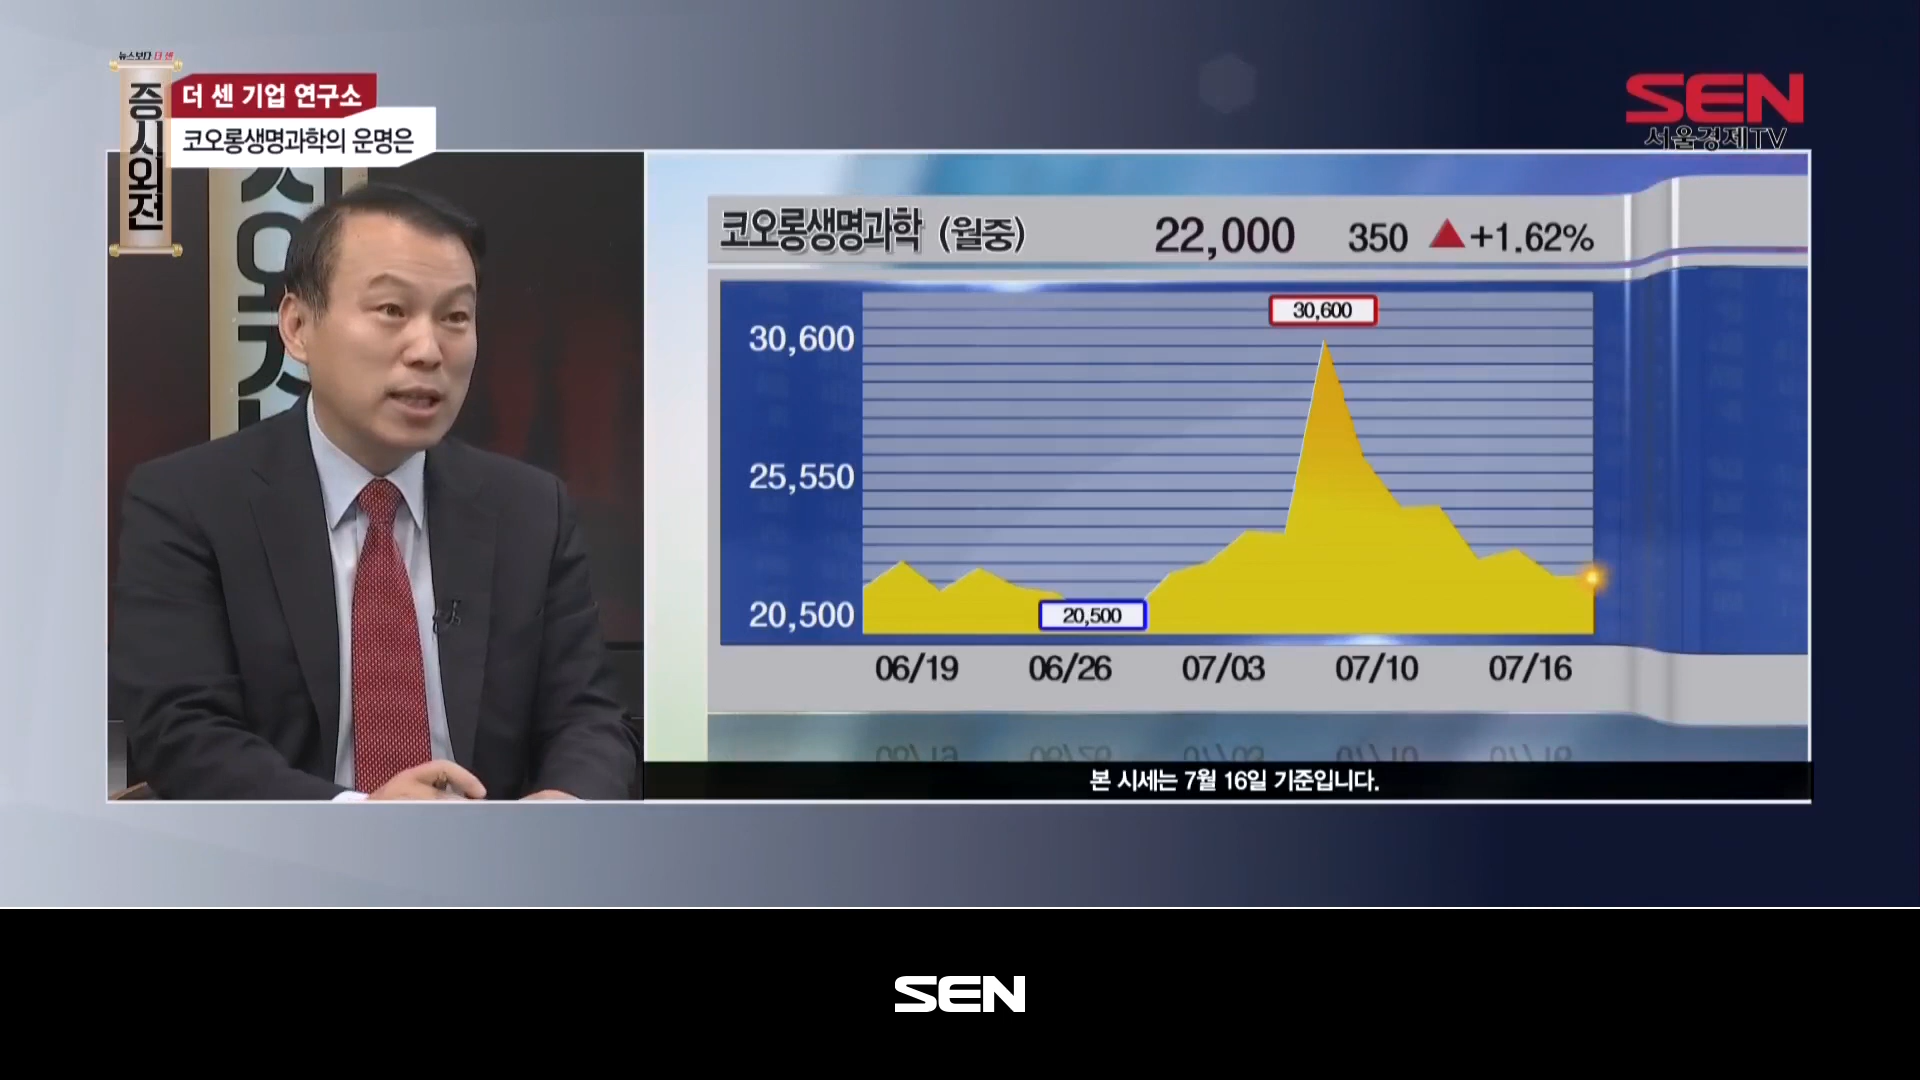 뉴스보다 더 센
증시외전
더 센 기업 연구소
코오롱생명과학의 운명은
SEN
서울경제TV
코오롱생명과학 (월중) 22,000 350 ▲+1.62%
30,600
30,600
25,550
20,500
20,500
06/19 06/26 07/03 07/10 07/16
본 시세는 7월 16일 기준입니다.
SEN